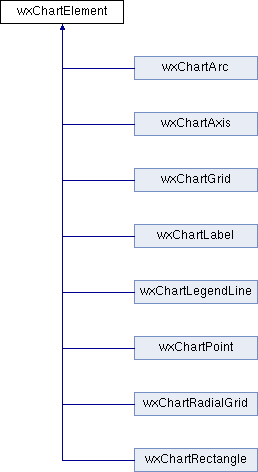 wxChartElement
wxChartArc
wxChartAxis
wxChartGrid
wxChartLabel
wxChartLegendLine
wxChartPoint
wxChartRadialGrid
wxChartRectangle